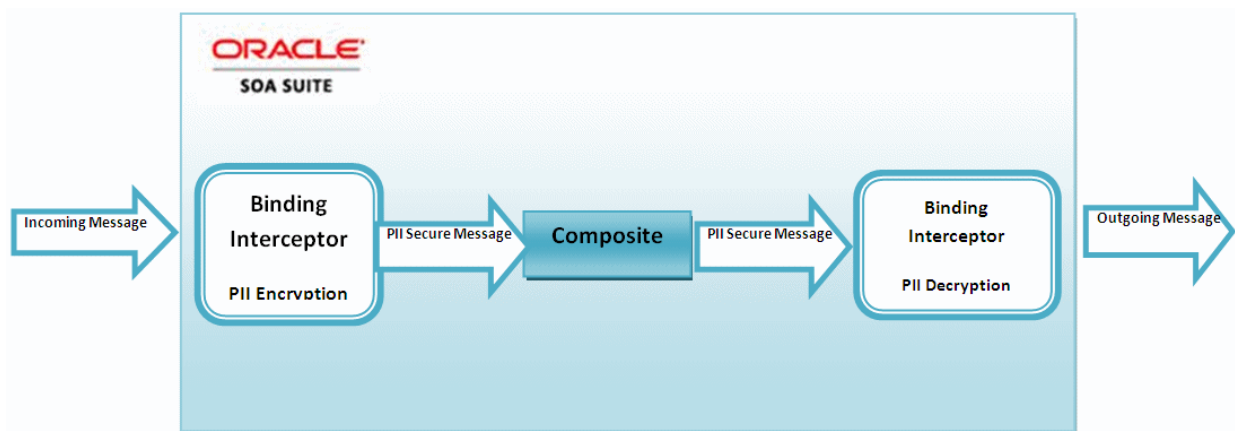 ORACLE
SOA SUITE
Incoming Message
Binding
Interceptor
PII Encryption
PII Secure Message
Composite
PII Secure Message
Binding
Interceptor
PII Decryption
Outgoing Message